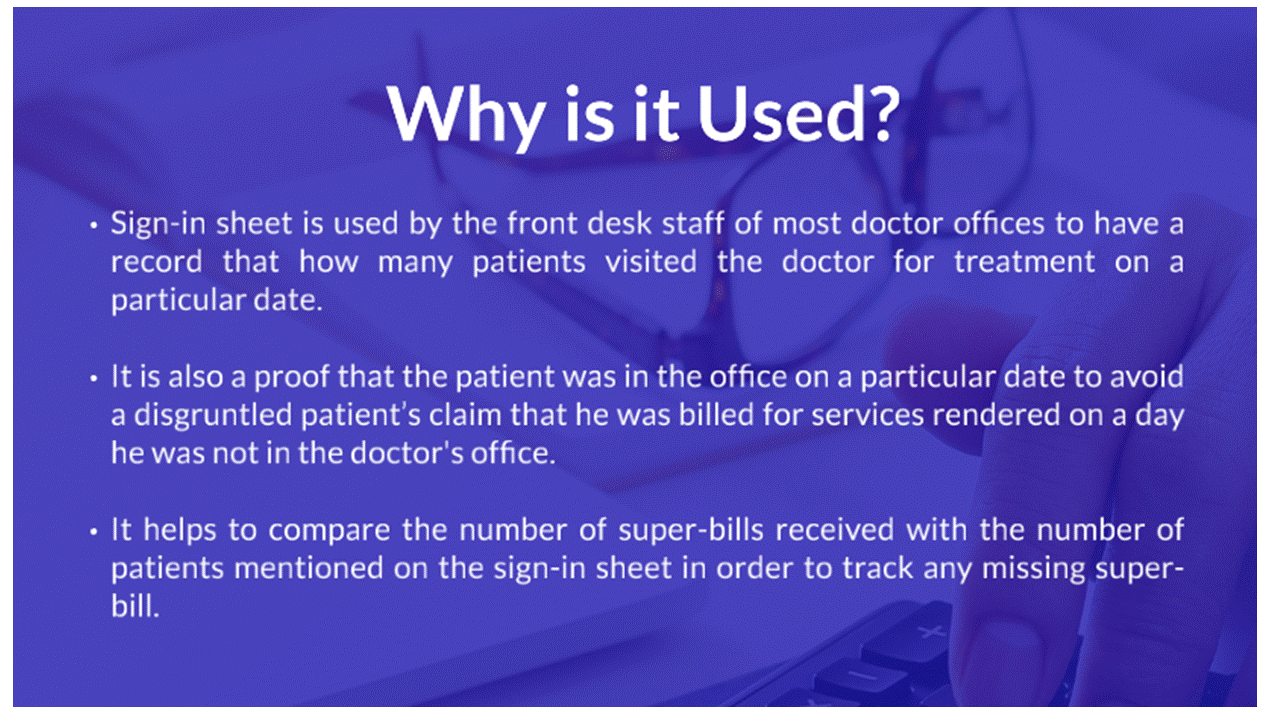 Why is it Used?
• Sign-in sheet is used by the front desk staff of most doctor offices to have a
record that how many patients visited the doctor for treatment on a
particular date.
• It is also a proof that the patient was in the office on a particular date to avoid
a disgruntled patient’s claim that he was billed for services rendered on a day
he was not in the doctor's office.
• It helps to compare the number of super-bills received with the number of
patients mentioned on the sign-in sheet in order to track any missing super-
bill.